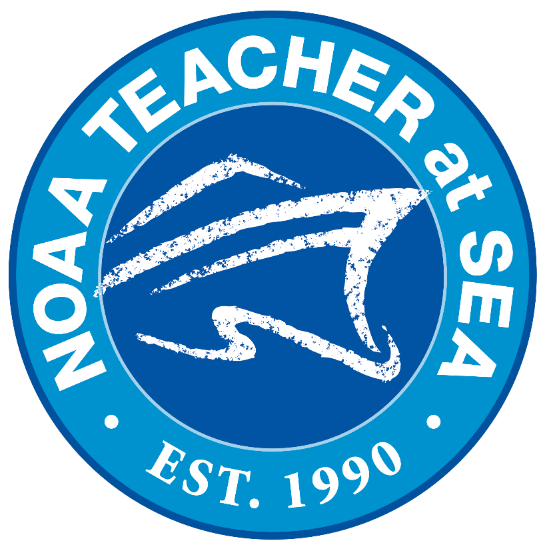 NOAA TEACHER at SEA
• EST. 1990 •